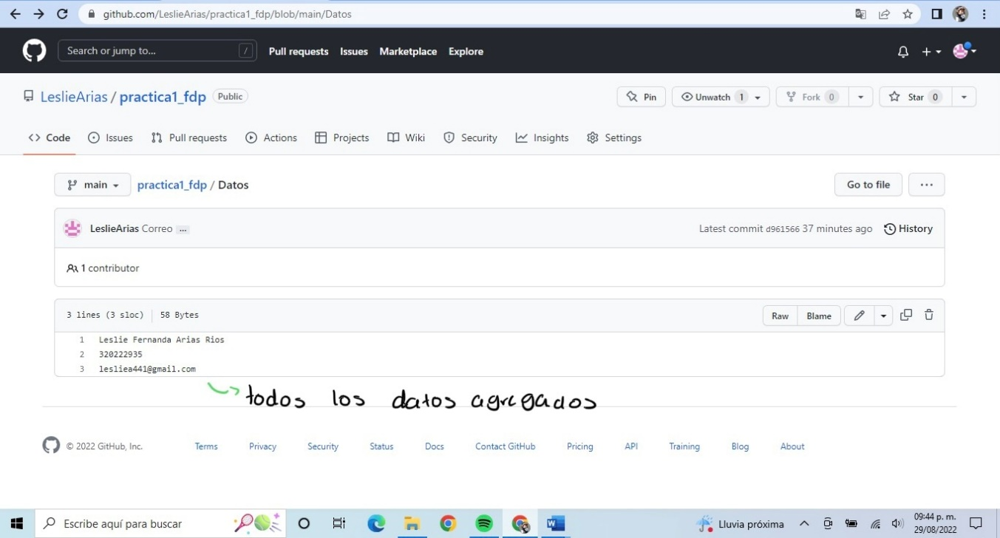 github.com/LeslieArias/practica1_fdp/blob/main/Datos
Search or jump to... / Pull requests Issues Marketplace Explore
LeslieArias / practica1_fdp Public Pin Unwatch 1 Fork 0 Star 0
Code Issues Pull requests Actions Projects Wiki Security Insights Settings
main practica1_fdp / Datos Go to file ...
LeslieArias Correo ... Latest commit d961566 37 minutes ago History
1 contributor
3 lines (3 sloc) 58 Bytes Raw Blame
1 Leslie Fernanda Arias Rios
2 320222935
3 lesliea441@gmail.com
todos los datos agregados
© 2022 GitHub, Inc. Terms Privacy Security Status Docs Contact GitHub Pricing API Training Blog About
Escribe aquí para buscar Lluvia próxima 09:44 p. m.
29/08/2022